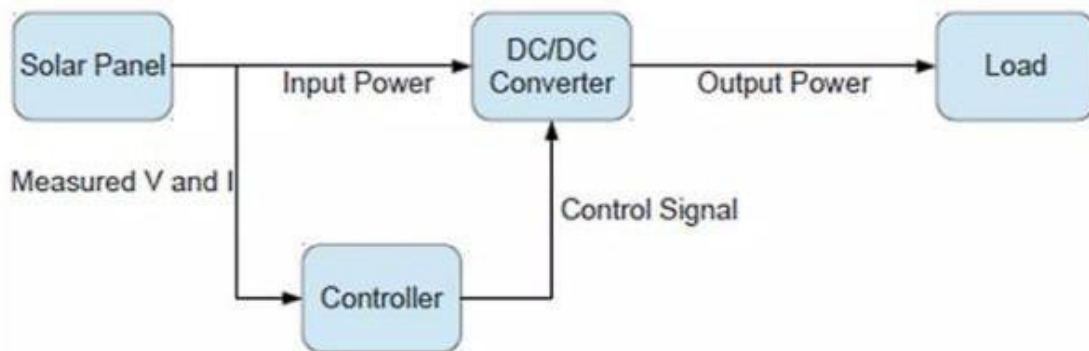 Solar Panel
Input Power
DC/DC
Converter
Output Power
Load
Measured V and I
Control Signal
Controller